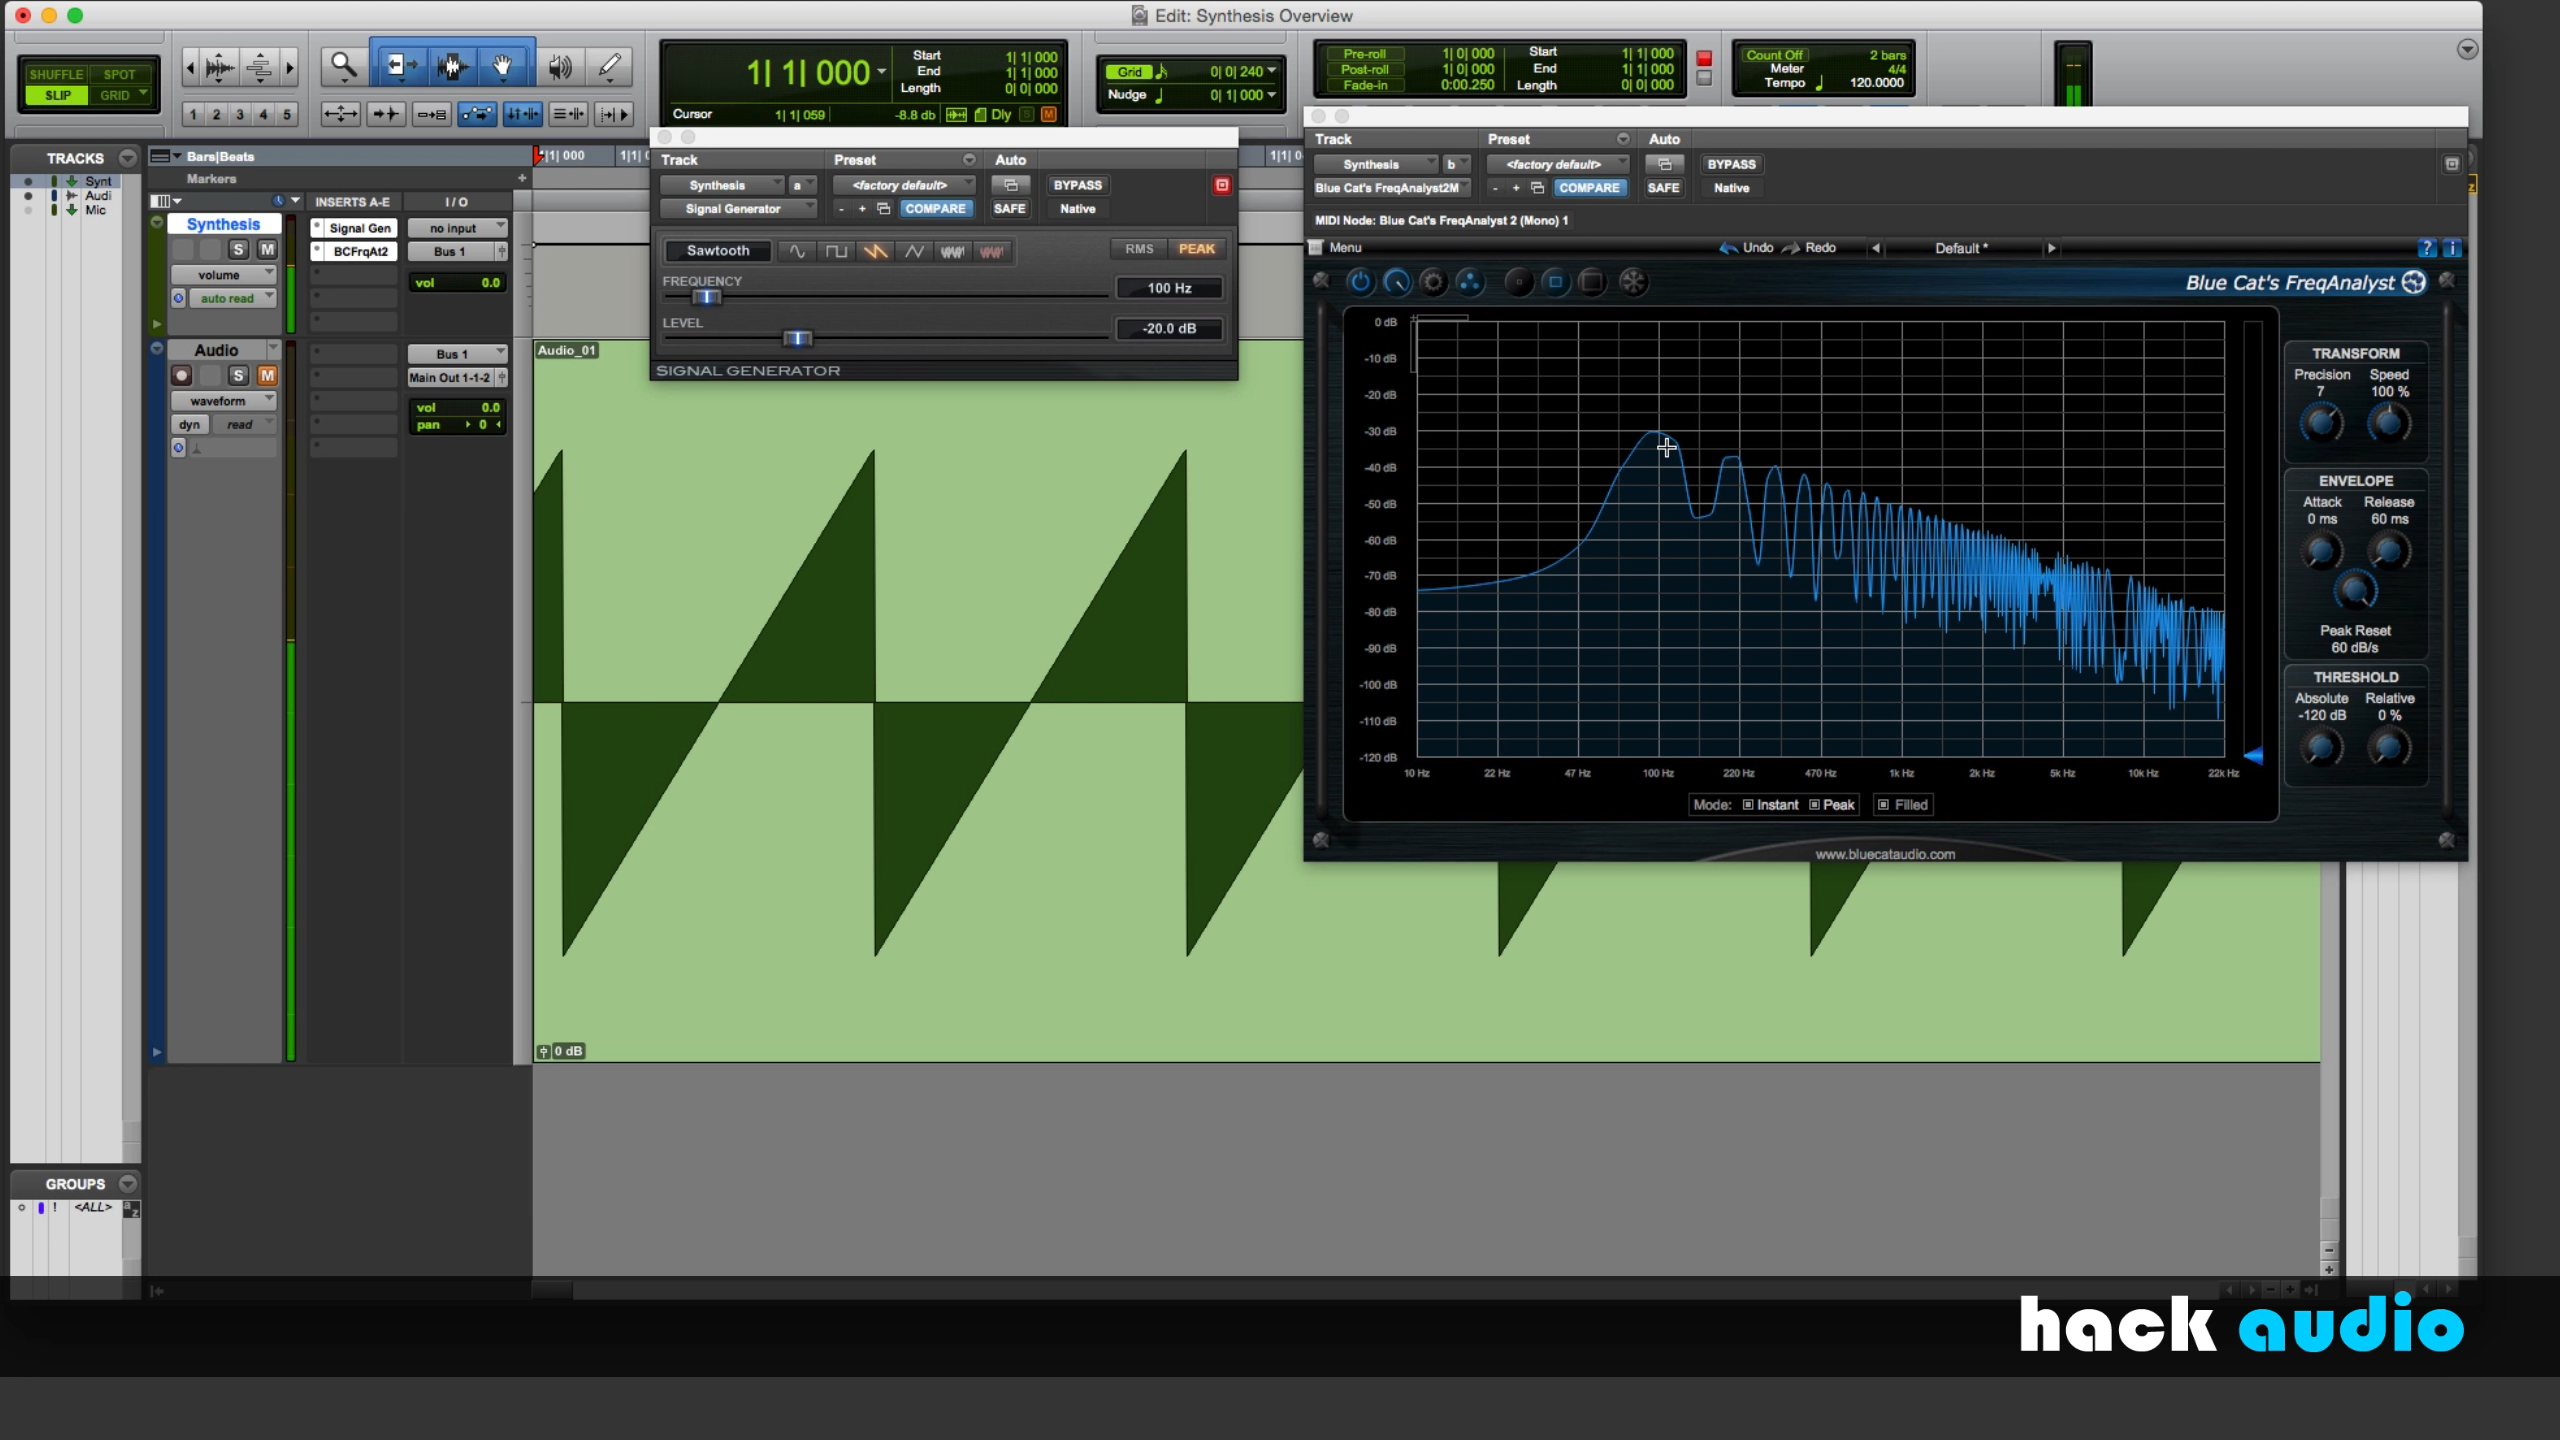 Edit: Synthesis Overview
SHUFFLE SPOT
SLIP GRID
1 2 3 4 5
1| 1| 000
Start 1| 1| 000
End 1| 1| 000
Length 0| 0| 000
Cursor 1| 1| 059 -8.8 db Dly S M
Grid 0| 0| 240
Nudge 0| 1| 000
Pre-roll 1| 0| 000 Start 1| 1| 000
Post-roll 1| 0| 000 End 1| 1| 000
Fade-in 0:00.250 Length 0| 0| 000
Count Off 2 bars
Meter 4/4
Tempo 120.0000
TRACKS
Synt
Audi
Mic
Bars|Beats
Markers
1| 000
INSERTS A-E I / O
Synthesis
S M
volume
auto read
Signal Gen
BCFrqAt2
no input
Bus 1
vol 0.0
Audio
S M
waveform
dyn read
Bus 1
Main Out 1-1-2
vol 0.0
pan 0
Audio_01
0 dB
Track Preset Auto
Synthesis a <factory default> BYPASS
Signal Generator - + COMPARE SAFE Native
Sawtooth RMS PEAK
FREQUENCY
100 Hz
LEVEL
-20.0 dB
SIGNAL GENERATOR
Track Preset Auto
Synthesis b <factory default> BYPASS
Blue Cat's FreqAnalyst2M - + COMPARE SAFE Native
MIDI Node: Blue Cat's FreqAnalyst 2 (Mono) 1
Menu Undo Redo Default * ? i
Blue Cat's FreqAnalyst
0 dB
-10 dB
-20 dB
-30 dB
-40 dB
-50 dB
-60 dB
-70 dB
-80 dB
-90 dB
-100 dB
-110 dB
-120 dB
10 Hz 22 Hz 47 Hz 100 Hz 220 Hz 470 Hz 1k Hz 2k Hz 5k Hz 10k Hz 22k Hz
Mode: Instant Peak Filled
TRANSFORM
Precision Speed
7 100 %
ENVELOPE
Attack Release
0 ms 60 ms
Peak Reset
60 dB/s
THRESHOLD
Absolute Relative
-120 dB 0 %
www.bluecataudio.com
GROUPS
! <ALL> a z
hack audio